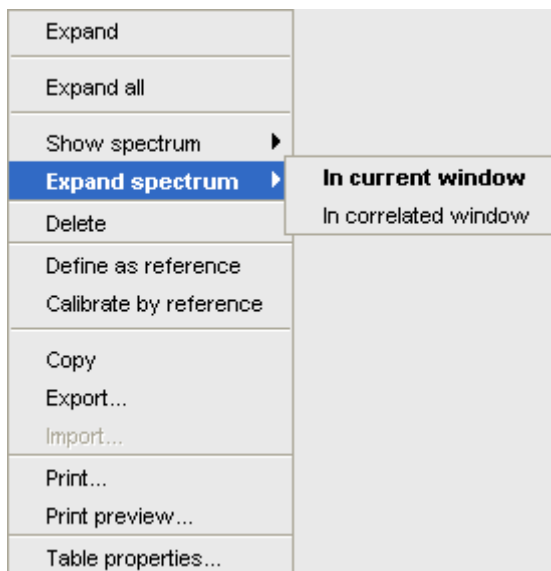 Expand
Expand all
Show spectrum
Expand spectrum
In current window
In correlated window
Delete
Define as reference
Calibrate by reference
Copy
Export...
Import...
Print...
Print preview...
Table properties...